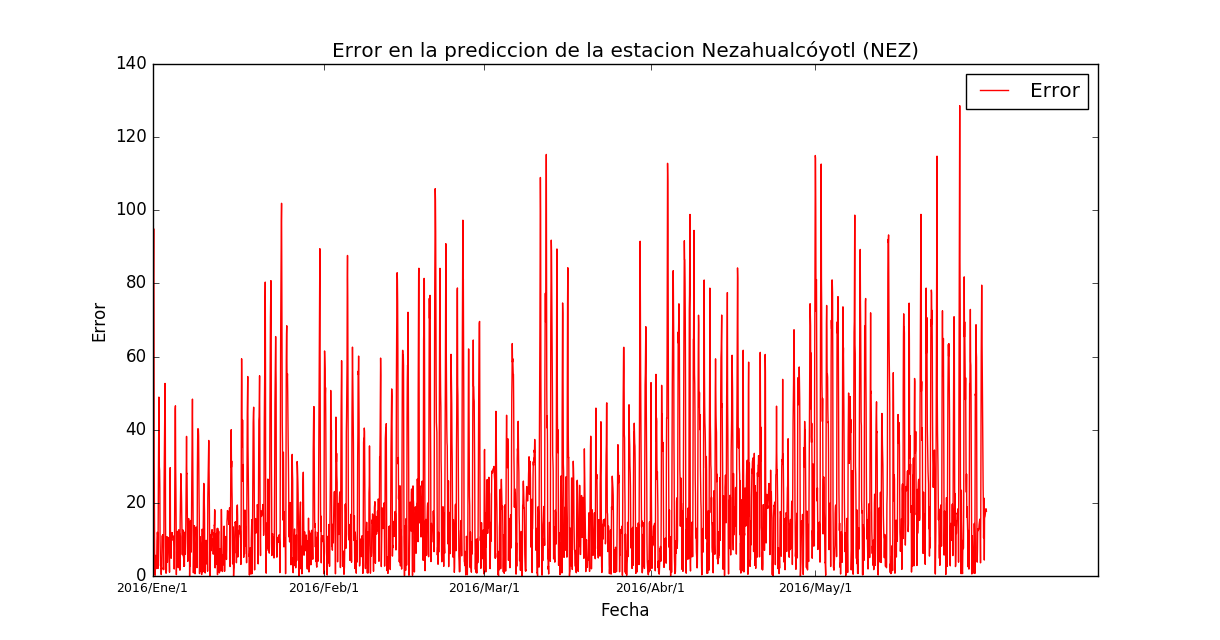 Error en la prediccion de la estacion Nezahualcóyotl (NEZ)
140
Error
120
100
80
60
40
20
0
Error
2016/Ene/1
2016/Feb/1
2016/Mar/1
2016/Abr/1
2016/May/1
Fecha